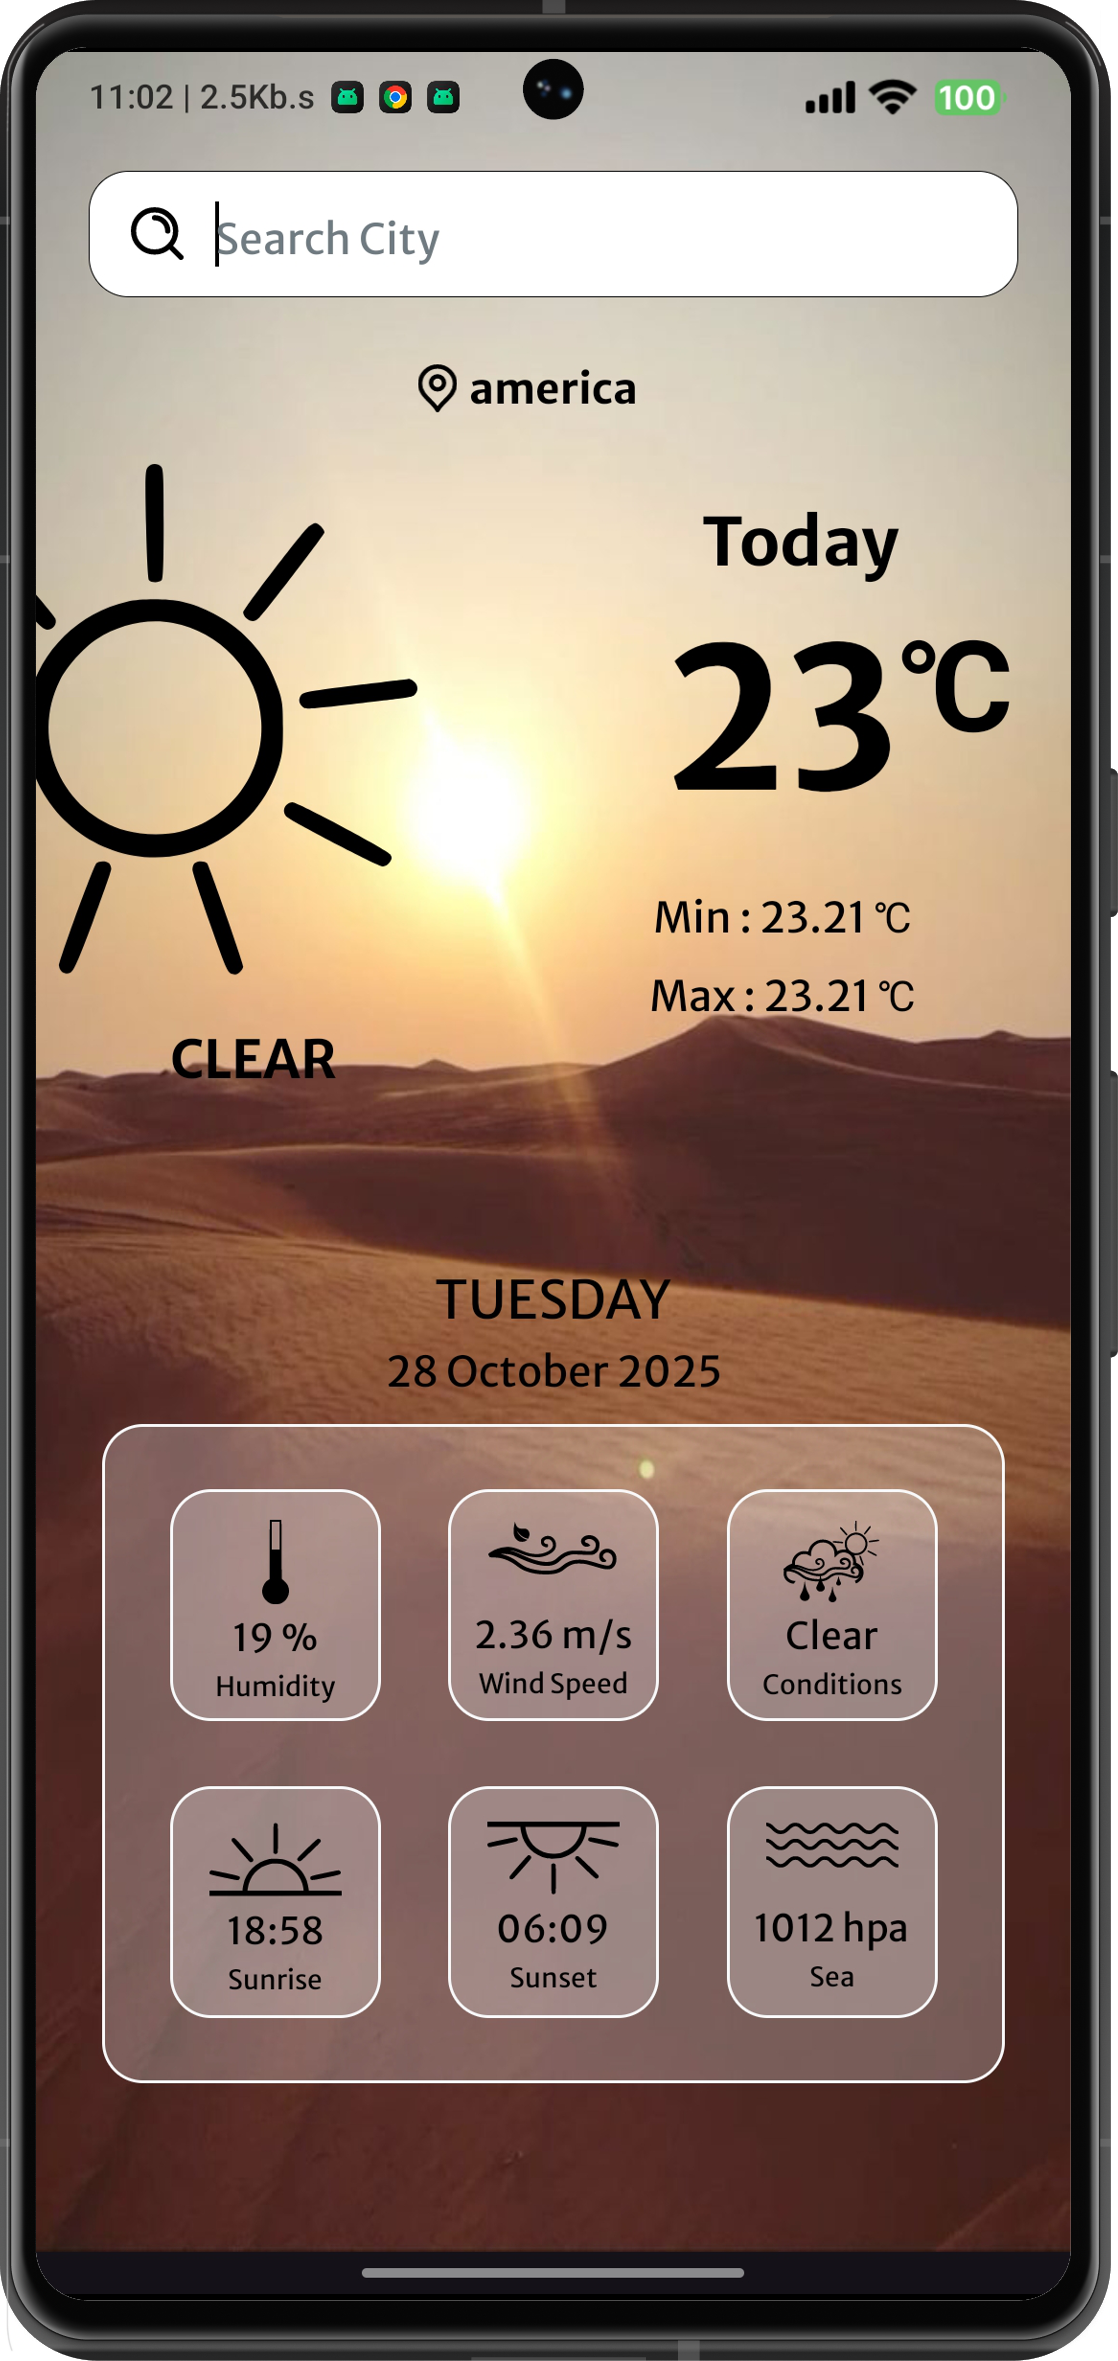 11:02 | 2.5Kb.s 100
Search City
america
Today
23°C
Min : 23.21 °C
Max : 23.21 °C
CLEAR
TUESDAY
28 October 2025
19 % 2.36 m/s Clear
Humidity Wind Speed Conditions
18:58 06:09 1012 hpa
Sunrise Sunset Sea